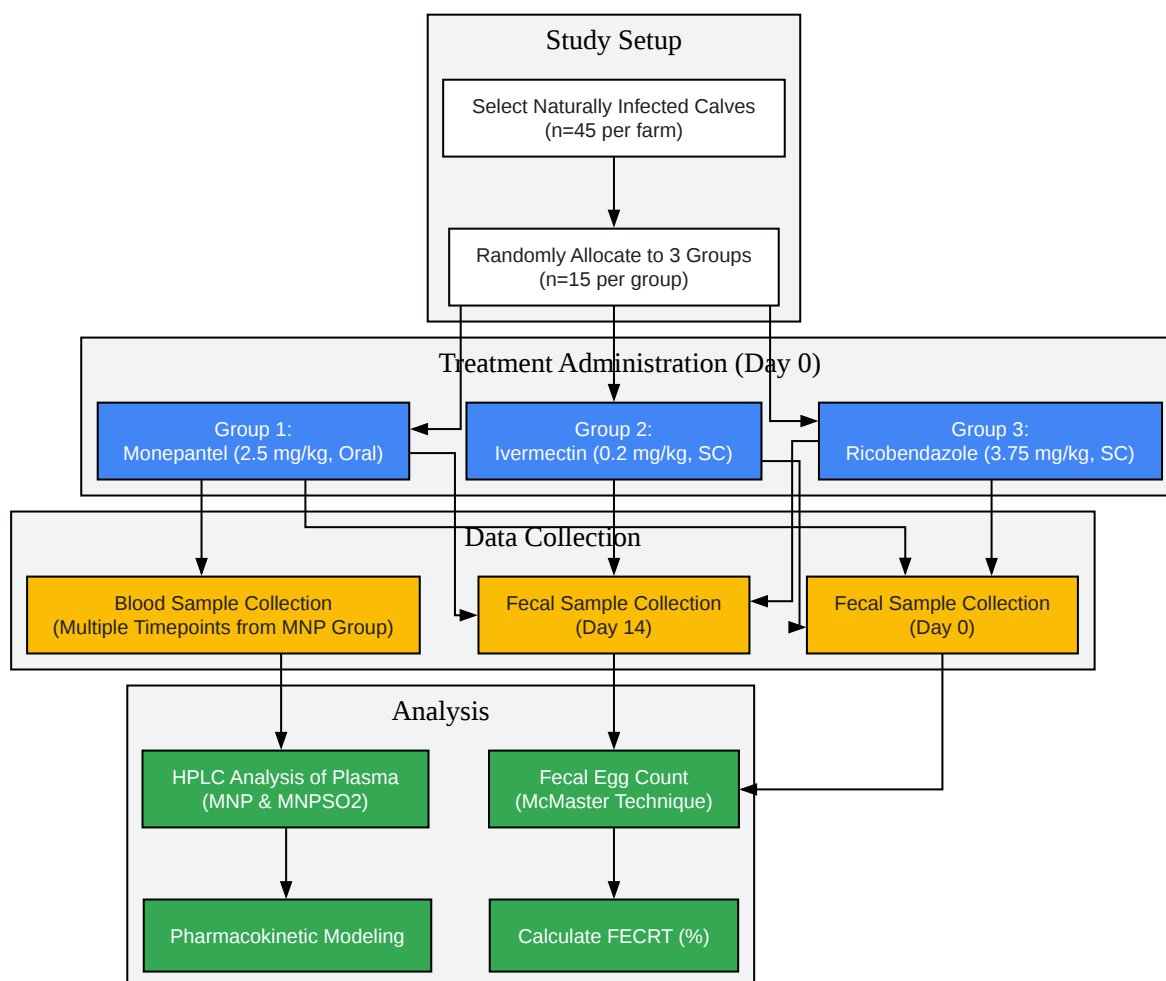 Study Setup
Select Naturally Infected Calves
(n=45 per farm)
Randomly Allocate to 3 Groups
(n=15 per group)
Treatment Administration (Day 0)
Group 1:
Monepantel (2.5 mg/kg, Oral)
Group 2:
Ivermectin (0.2 mg/kg, SC)
Group 3:
Ricobendazole (3.75 mg/kg, SC)
Data Collection
Blood Sample Collection
(Multiple Timepoints from MNP Group)
Fecal Sample Collection
(Day 14)
Fecal Sample Collection
(Day 0)
Analysis
HPLC Analysis of Plasma
(MNP & MNPSO2)
Fecal Egg Count
(McMaster Technique)
Pharmacokinetic Modeling
Calculate FECRT (%)